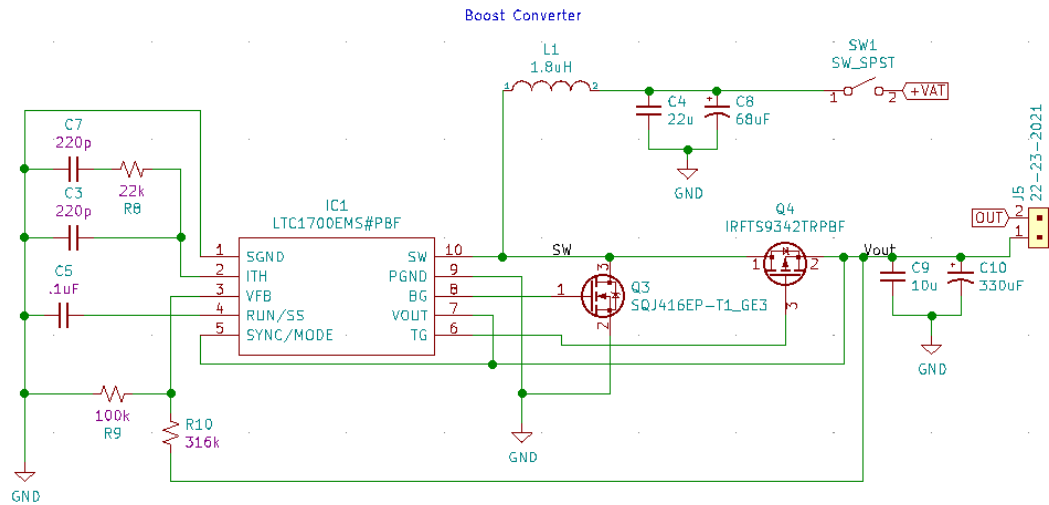 Boost Converter
L1
1.8uH
1
2
SW1
SW_SPST
1
2
+VAT
C4
22u
C8
68uF
+
GND
C7
220p
22k
R8
C3
220p
C5
.1uF
IC1
LTC1700EMS#PBF
1
SGND
SW
10
2
ITH
PGND
9
3
VFB
BG
8
4
RUN/SS
VOUT
7
5
SYNC/MODE
TG
6
SW
3
1
2
Q3
SQJ416EP-T1_GE3
Q4
IRFTS9342TRPBF
1
2
3
Vout
OUT
2
1
J5
22-23-2021
C9
10u
+
C10
330uF
GND
100k
R9
R10
316k
GND
GND